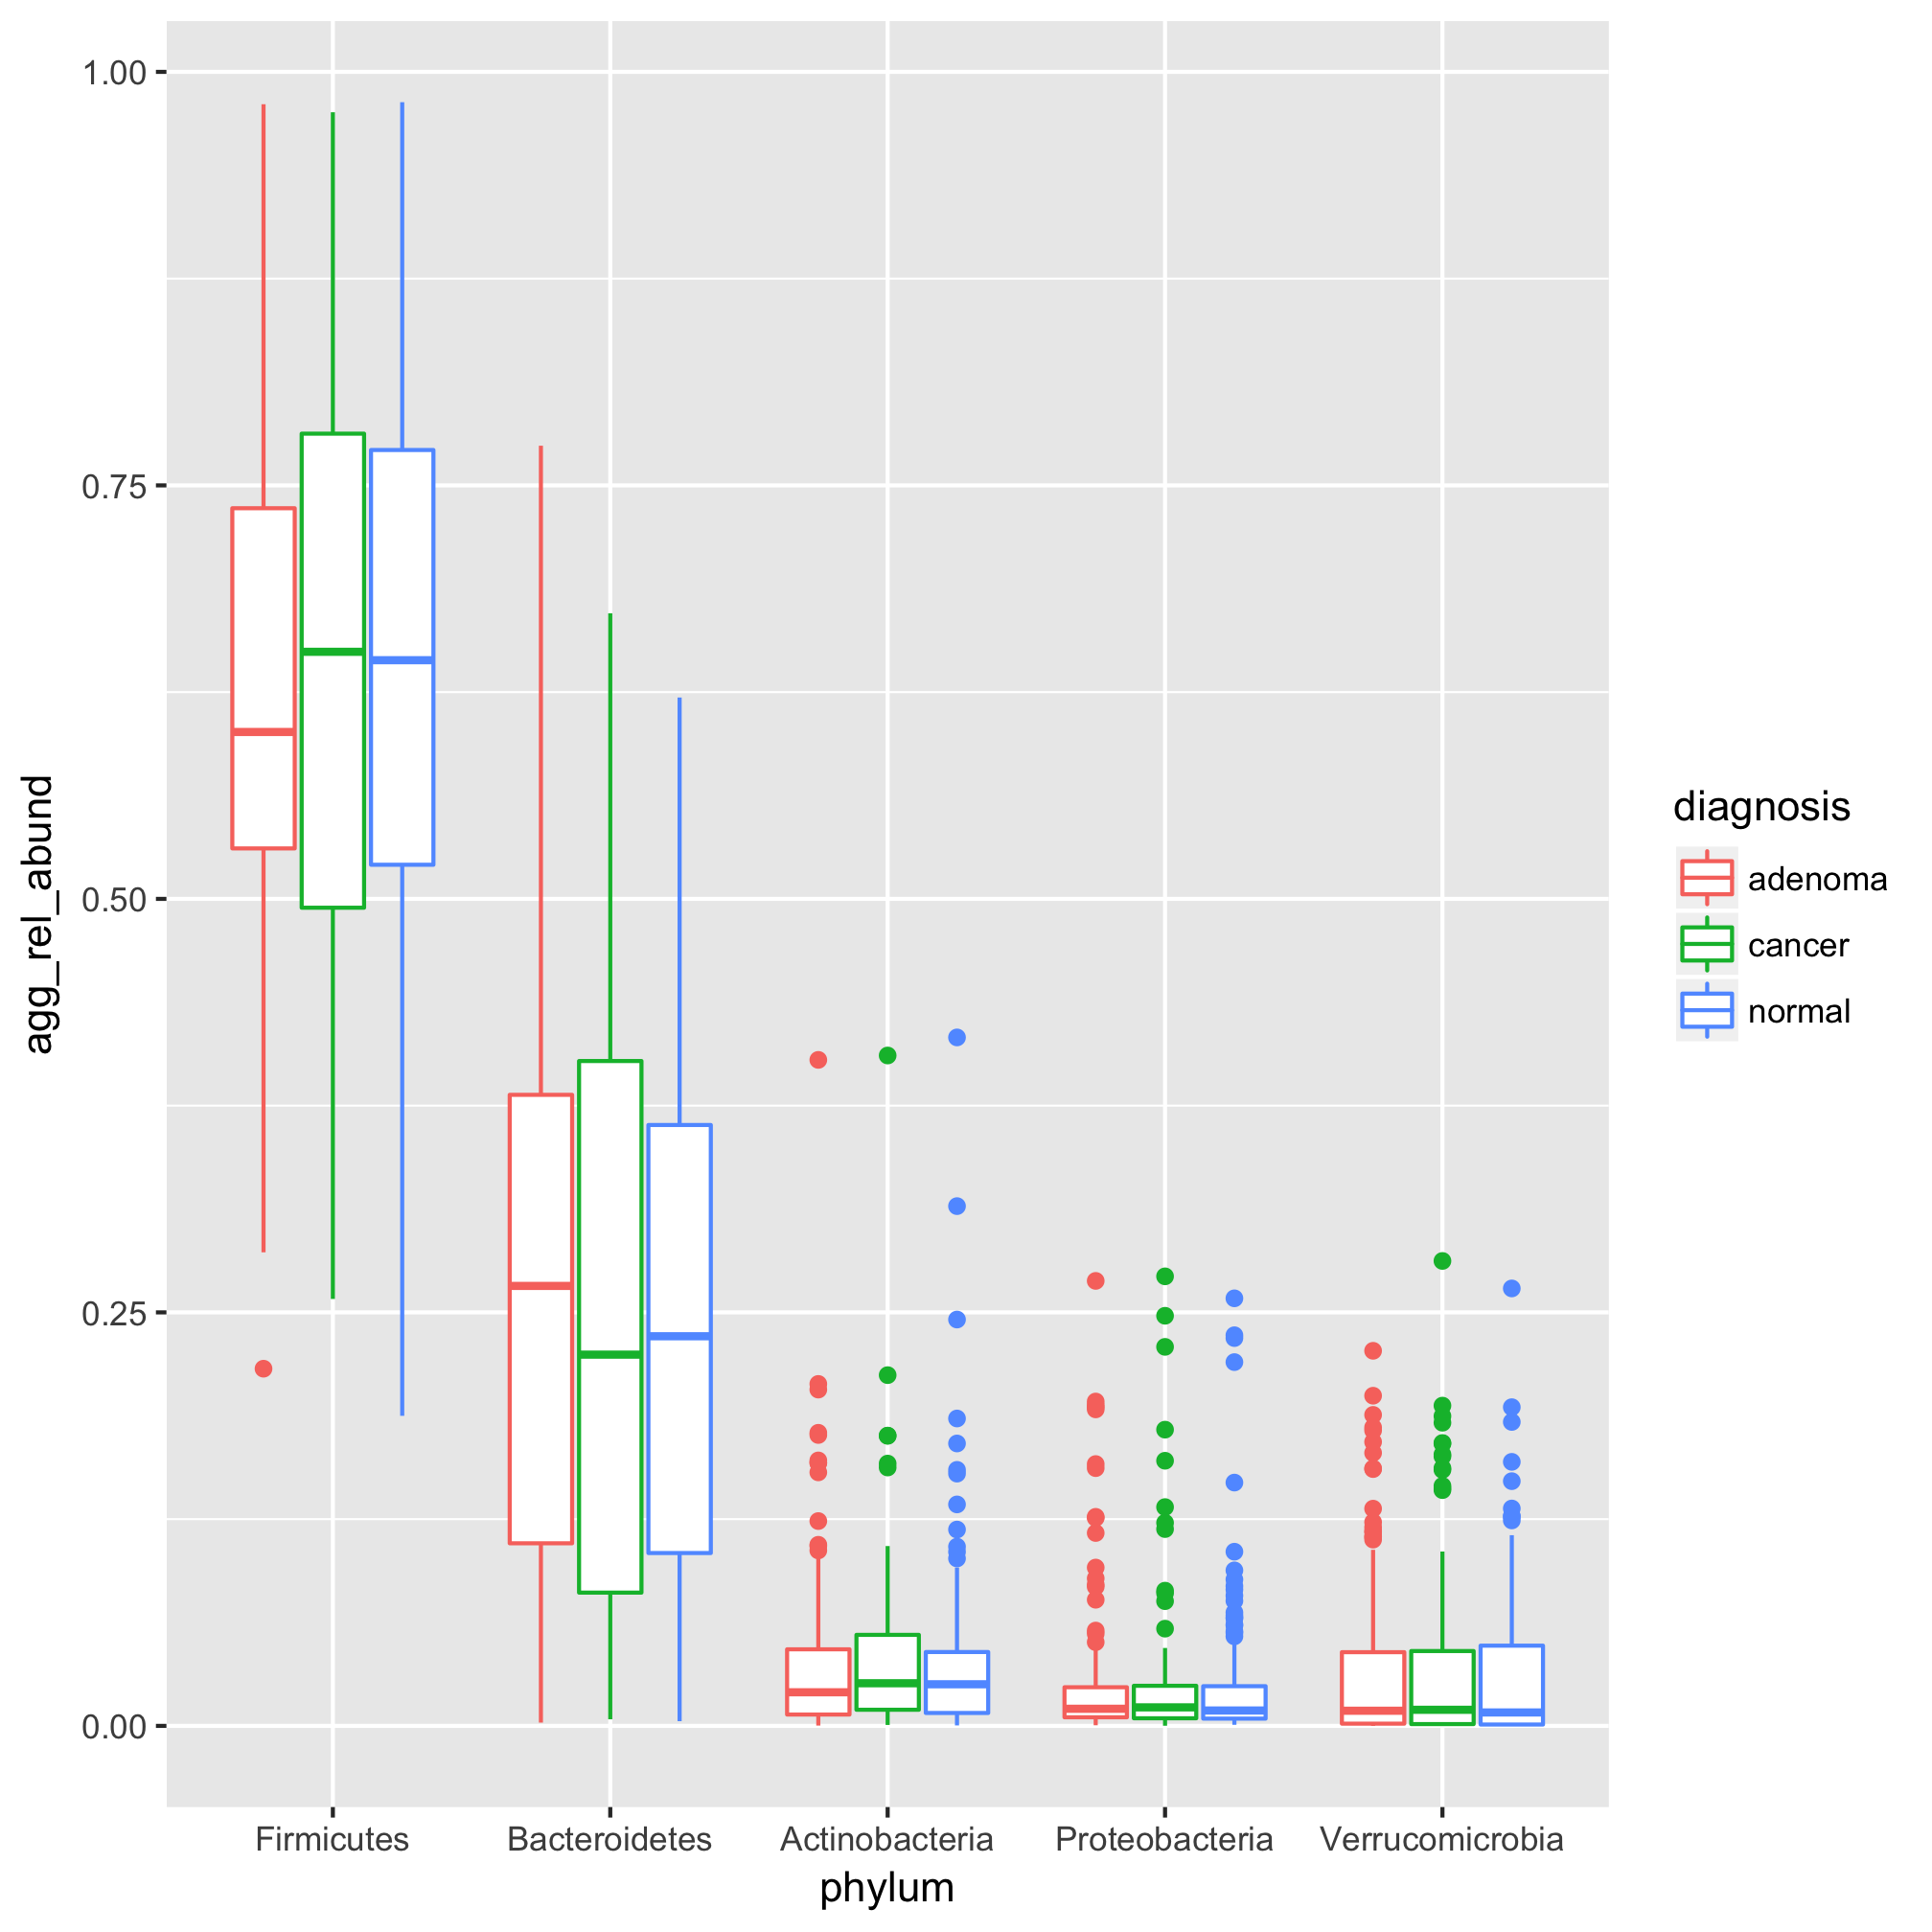 1.00
0.75
0.50
0.25
0.00
agg_rel_abund
Firmicutes Bacteroidetes Actinobacteria Proteobacteria Verrucomicrobia
phylum
diagnosis
adenoma
cancer
normal